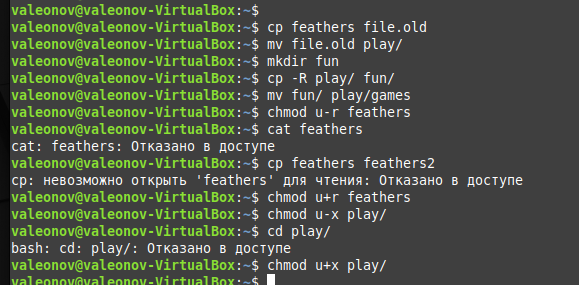 valeonov@valeonov-VirtualBox:~$
valeonov@valeonov-VirtualBox:~$ cp feathers file.old
valeonov@valeonov-VirtualBox:~$ mv file.old play/
valeonov@valeonov-VirtualBox:~$ mkdir fun
valeonov@valeonov-VirtualBox:~$ cp -R play/ fun/
valeonov@valeonov-VirtualBox:~$ mv fun/ play/games
valeonov@valeonov-VirtualBox:~$ chmod u-r feathers
valeonov@valeonov-VirtualBox:~$ cat feathers
cat: feathers: Отказано в доступе
valeonov@valeonov-VirtualBox:~$ cp feathers feathers2
cp: невозможно открыть 'feathers' для чтения: Отказано в доступе
valeonov@valeonov-VirtualBox:~$ chmod u+r feathers
valeonov@valeonov-VirtualBox:~$ chmod u-x play/
valeonov@valeonov-VirtualBox:~$ cd play/
bash: cd: play/: Отказано в доступе
valeonov@valeonov-VirtualBox:~$ chmod u+x play/
valeonov@valeonov-VirtualBox:~$